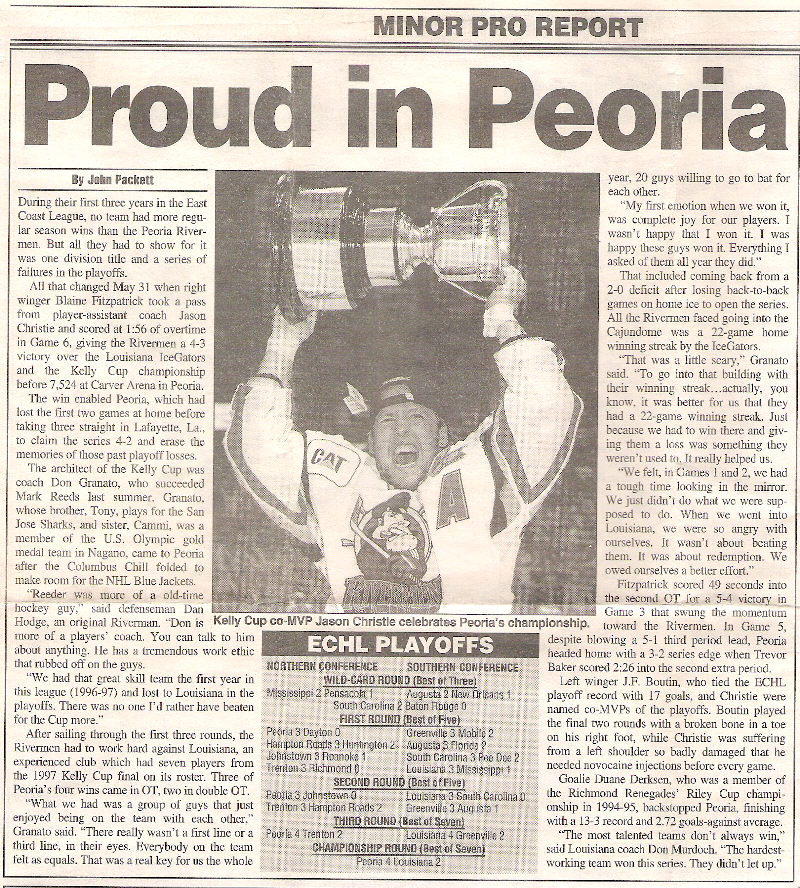 MINOR PRO REPORT
Proud in Peoria
By John Packett
During their first three years in the East
Coast League, no team had more regu-
lar season wins than the Peoria River-
men. But all they had to show for it
was one division title and a series of
failures in the playoffs.
All that changed May 31 when right
winger Blaine Fitzpatrick took a pass
from player-assistant coach Jason
Christie and scored at 1:56 of overtime
in Game 6, giving the Rivermen a 4-3
victory over the Louisiana IceGators
and the Kelly Cup championship
before 7,524 at Carver Arena in Peoria.
The win enabled Peoria, which had
lost the first two games at home before
taking three straight in Lafayette, La.,
to claim the series 4-2 and erase the
memories of those past playoff losses.
The architect of the Kelly Cup was
coach Don Granato, who succeeded
Mark Reeds last summer. Granato,
whose brother, Tony, plays for the San
Jose Sharks, and sister, Cammi, was a
member of the U.S. Olympic gold
medal team in Nagano, came to Peoria
after the Columbus Chill folded to
make room for the NHL Blue Jackets.
"Reeder was more of a old-time
hockey guy," said defenseman Dan
Hodge, an original Riverman. "Don is
more of a players' coach. You can talk to him
about anything. He has a tremendous work ethic
that rubbed off on the guys.
"We had that great skill team the first year in
this league (1996-97) and lost to Louisiana in the
playoffs. There was no one I'd rather have beaten
for the Cup more."
After sailing through the first three rounds, the
Rivermen had to work hard against Louisiana, an
experienced club which had seven players from
the 1997 Kelly Cup final on its roster. Three of
Peoria's four wins came in OT, two in double OT.
"What we had was a group of guys that just
enjoyed being on the team with each other,"
Granato said. "There really wasn't a first line or a
third line, in their eyes. Everybody on the team
felt as equals. That was a real key for us the whole
CAT
A
Kelly Cup co-MVP Jason Christie celebrates Peoria's championship.
ECHL PLAYOFFS
NORTHERN CONFERENCE SOUTHERN CONFERENCE
WILD-CARD ROUND (Best of Three)
Mississippi 2 Pensacola 1 Augusta 2 New Orleans 1
South Carolina 2 Baton Rouge 0
FIRST ROUND (Best of Five)
Peoria 3 Dayton 0 Greenville 3 Mobile 2
Hampton Roads 3 Huntington 2 Augusta 3 Florida 2
Johnstown 3 Roanoke 1 South Carolina 3 Pee Dee 2
Trenton 3 Richmond 0 Louisiana 3 Mississippi 1
SECOND ROUND (Best of Five)
Peoria 3 Johnstown 0 Louisiana 3 South Carolina 0
Trenton 3 Hampton Roads 2 Greenville 3 Augusta 1
THIRD ROUND (Best of Seven)
Peoria 4 Trenton 2 Louisiana 4 Greenville 2
CHAMPIONSHIP ROUND (Best of Seven)
Peoria 4 Louisiana 2
year, 20 guys willing to go to bat for
each other.
"My first emotion when we won it,
was complete joy for our players. I
wasn't happy that I won it. I was
happy these guys won it. Everything I
asked of them all year they did."
That included coming back from a
2-0 deficit after losing back-to-back
games on home ice to open the series.
All the Rivermen faced going into the
Cajundome was a 22-game home
winning streak by the IceGators.
"That was a little scary," Granato
said. "To go into that building with
their winning streak...actually, you
know, it was better for us that they
had a 22-game winning streak. Just
because we had to win there and giv-
ing them a loss was something they
weren't used to. It really helped us.
"We felt, in Games 1 and 2, we had
a tough time looking in the mirror.
We just didn't do what we were sup-
posed to do. When we went into
Louisiana, we were so angry with
ourselves. It wasn't about beating
them. It was about redemption. We
owed ourselves a better effort."
Fitzpatrick scored 49 seconds into
the second OT for a 5-4 victory in
Game 3 that swung the momentum
toward the Rivermen. In Game 5,
despite blowing a 5-1 third period lead, Peoria
headed home with a 3-2 series edge when Trevor
Baker scored 2:26 into the second extra period.
Left winger J.F. Boutin, who tied the ECHL
playoff record with 17 goals, and Christie were
named co-MVPs of the playoffs. Boutin played
the final two rounds with a broken bone in a toe
on his right foot, while Christie was suffering
from a left shoulder so badly damaged that he
needed novocaine injections before every game.
Goalie Duane Derksen, who was a member of
the Richmond Renegades' Riley Cup champi-
onship in 1994-95, backstopped Peoria, finishing
with a 13-3 record and 2.72 goals-against average.
"The most talented teams don't always win,"
said Louisiana coach Don Murdoch. "The hardest-
working team won this series. They didn't let up."